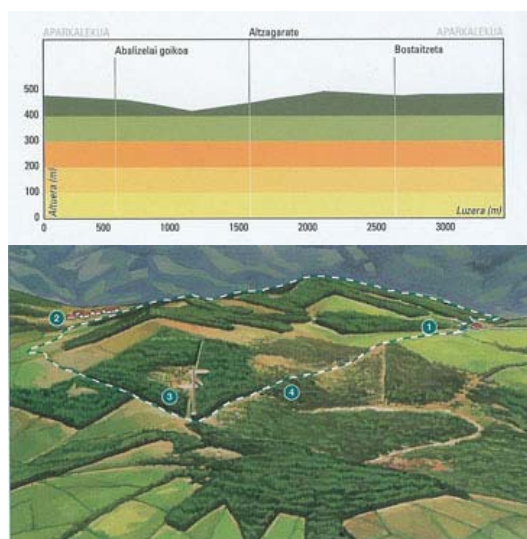 APARKALEKUA Altzagarate APARKALEKUA
Abalizelai goikoa Bostaitzeta
500
400
300
200
100
0
Altuera (m)
Luzera (m)
0 500 1000 1500 2000 2500 3000
2
1
3
4